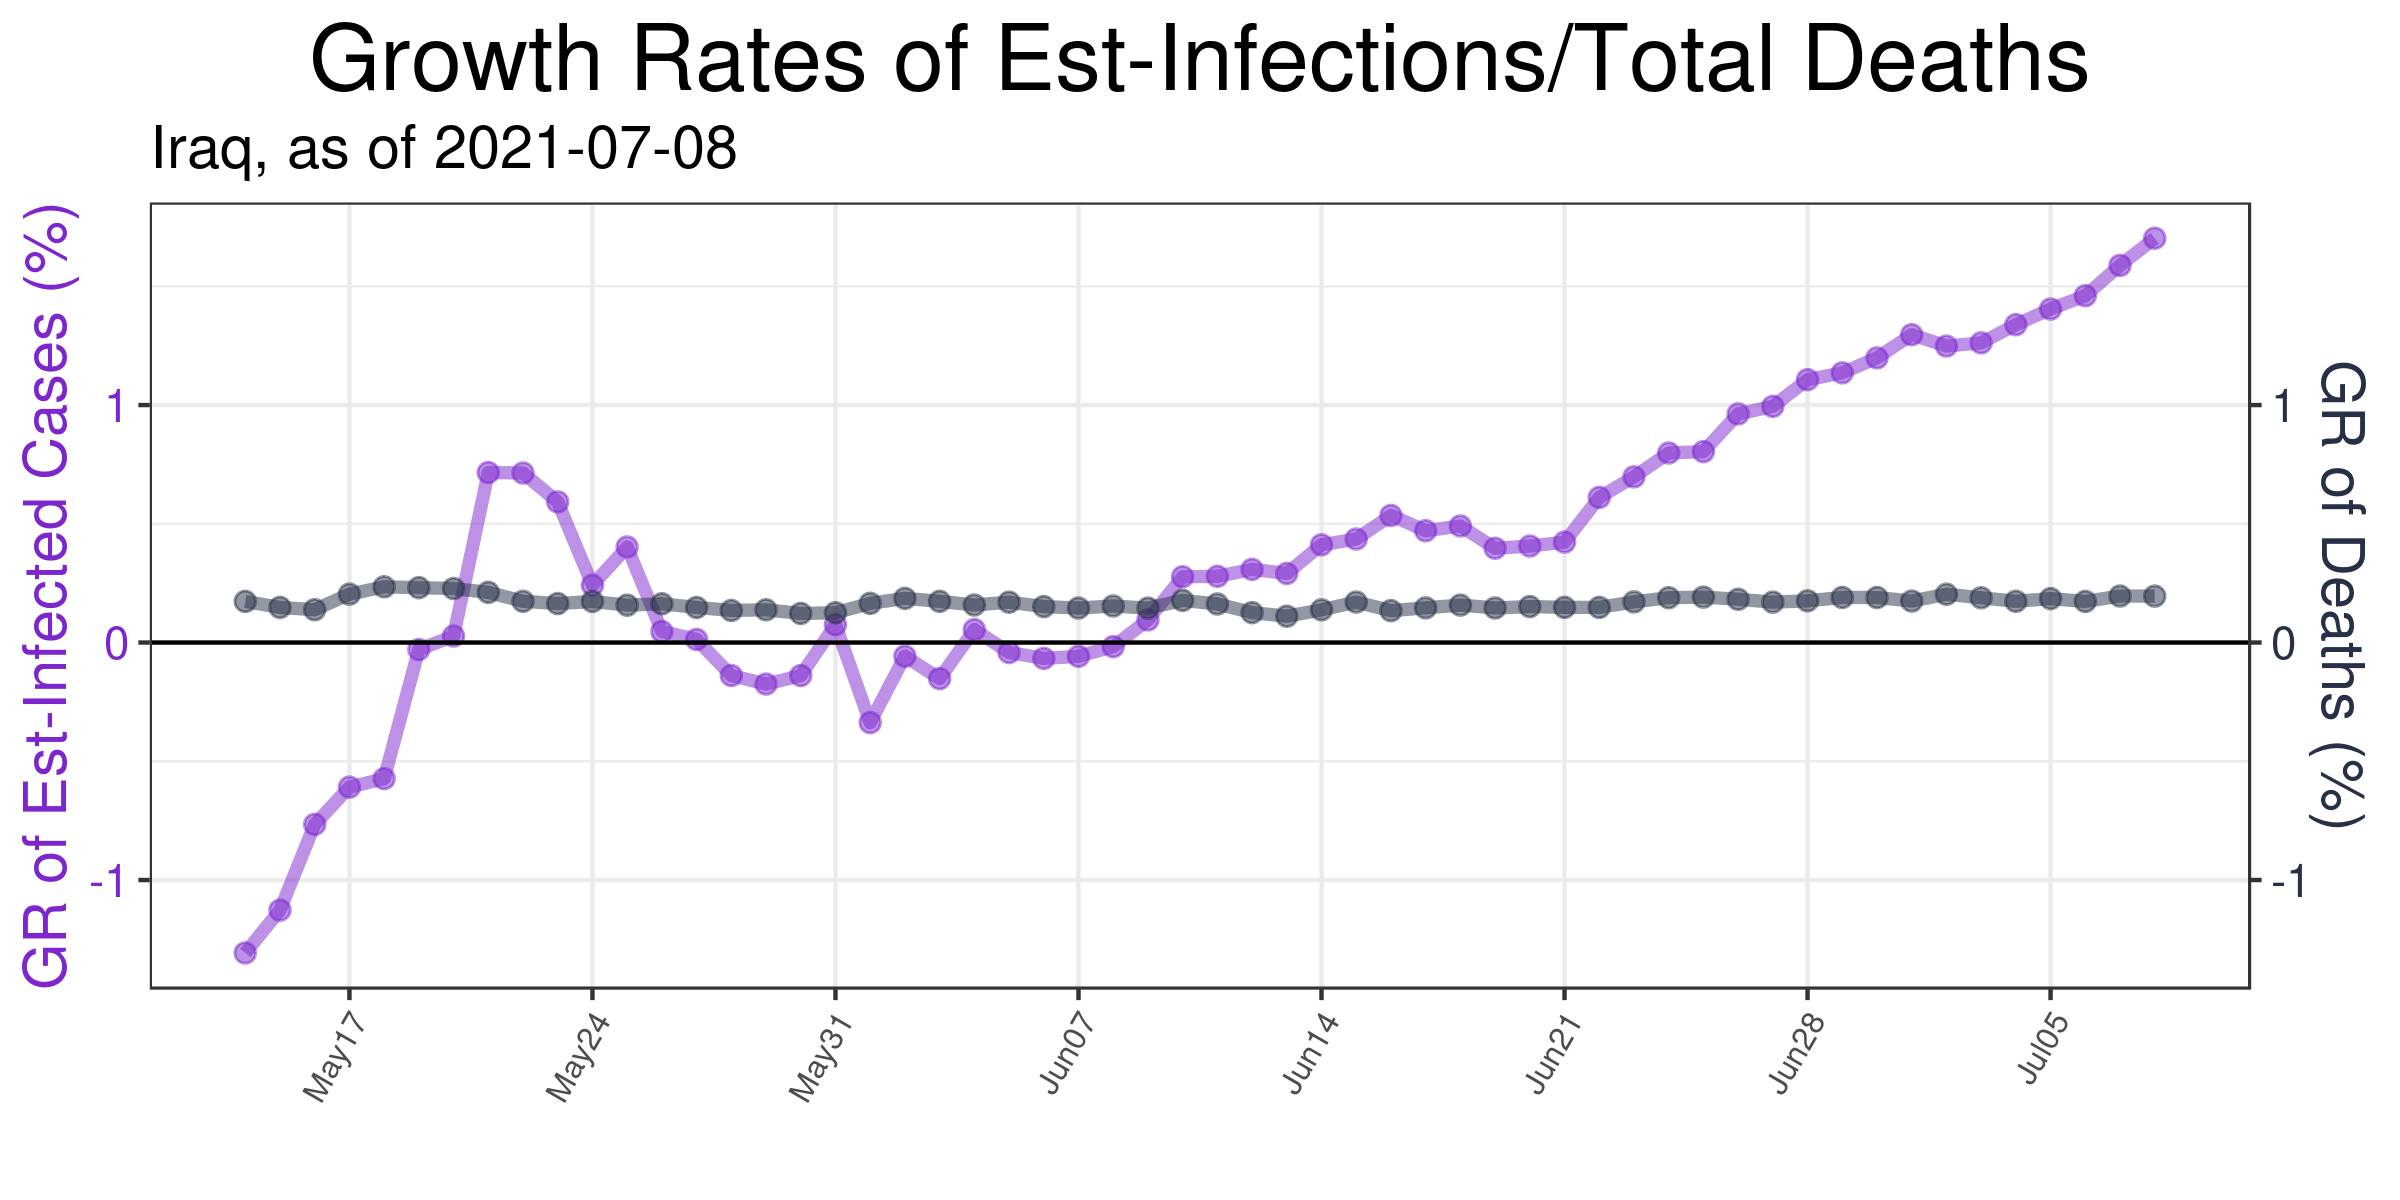 Growth Rates of Est-Infections/Total Deaths
Iraq, as of 2021-07-08
GR of Est-Infected Cases (%)
1
0
-1
1
0
-1
GR of Deaths (%)
May17
May24
May31
Jun07
Jun14
Jun21
Jun28
Jul05